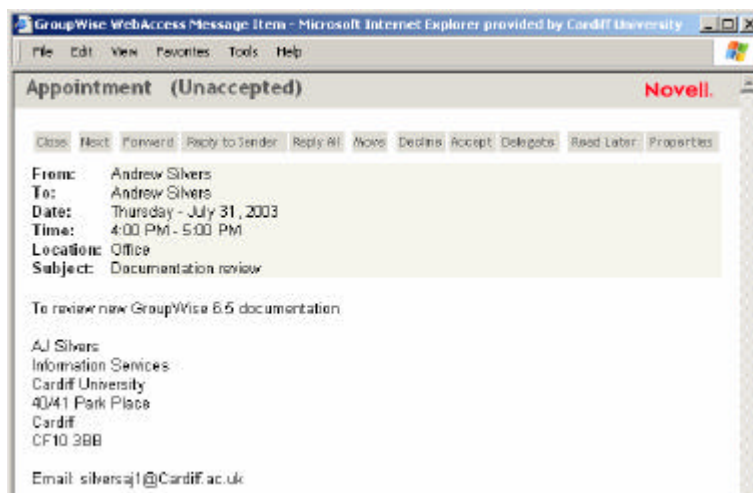 GroupWise WebAccess Message Item - Microsoft Internet Explorer provided by Cardiff University
File Edit View Favorites Tools Help
Appointment (Unaccepted)
Novell.
Close Next Forward Reply to Sender Reply All Move Decline Accept Delegate Read Later Properties
From: Andrew Silvers
To: Andrew Silvers
Date: Thursday - July 31, 2003
Time: 4:00 PM - 5:00 PM
Location: Office
Subject: Documentation review
To review new GroupWise 6.5 documentation
AJ Silvers
Information Services
Cardiff University
40/41 Park Place
Cardiff
CF10 3BB
Email: silversaj1@Cardiff.ac.uk